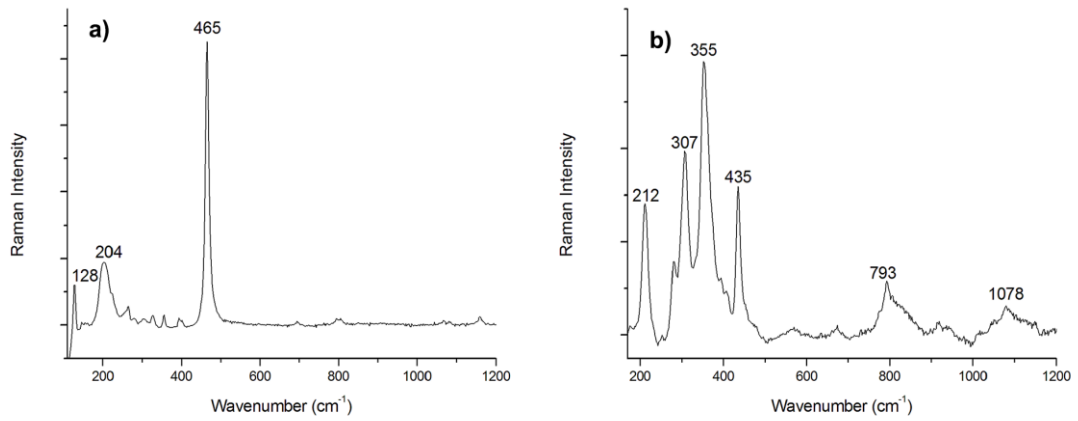 a)
465
128
204
Raman Intensity
200 400 600 800 1000 1200
Wavenumber (cm⁻¹)
b)
355
307
212
435
793
1078
Raman Intensity
200 400 600 800 1000 1200
Wavenumber (cm⁻¹)